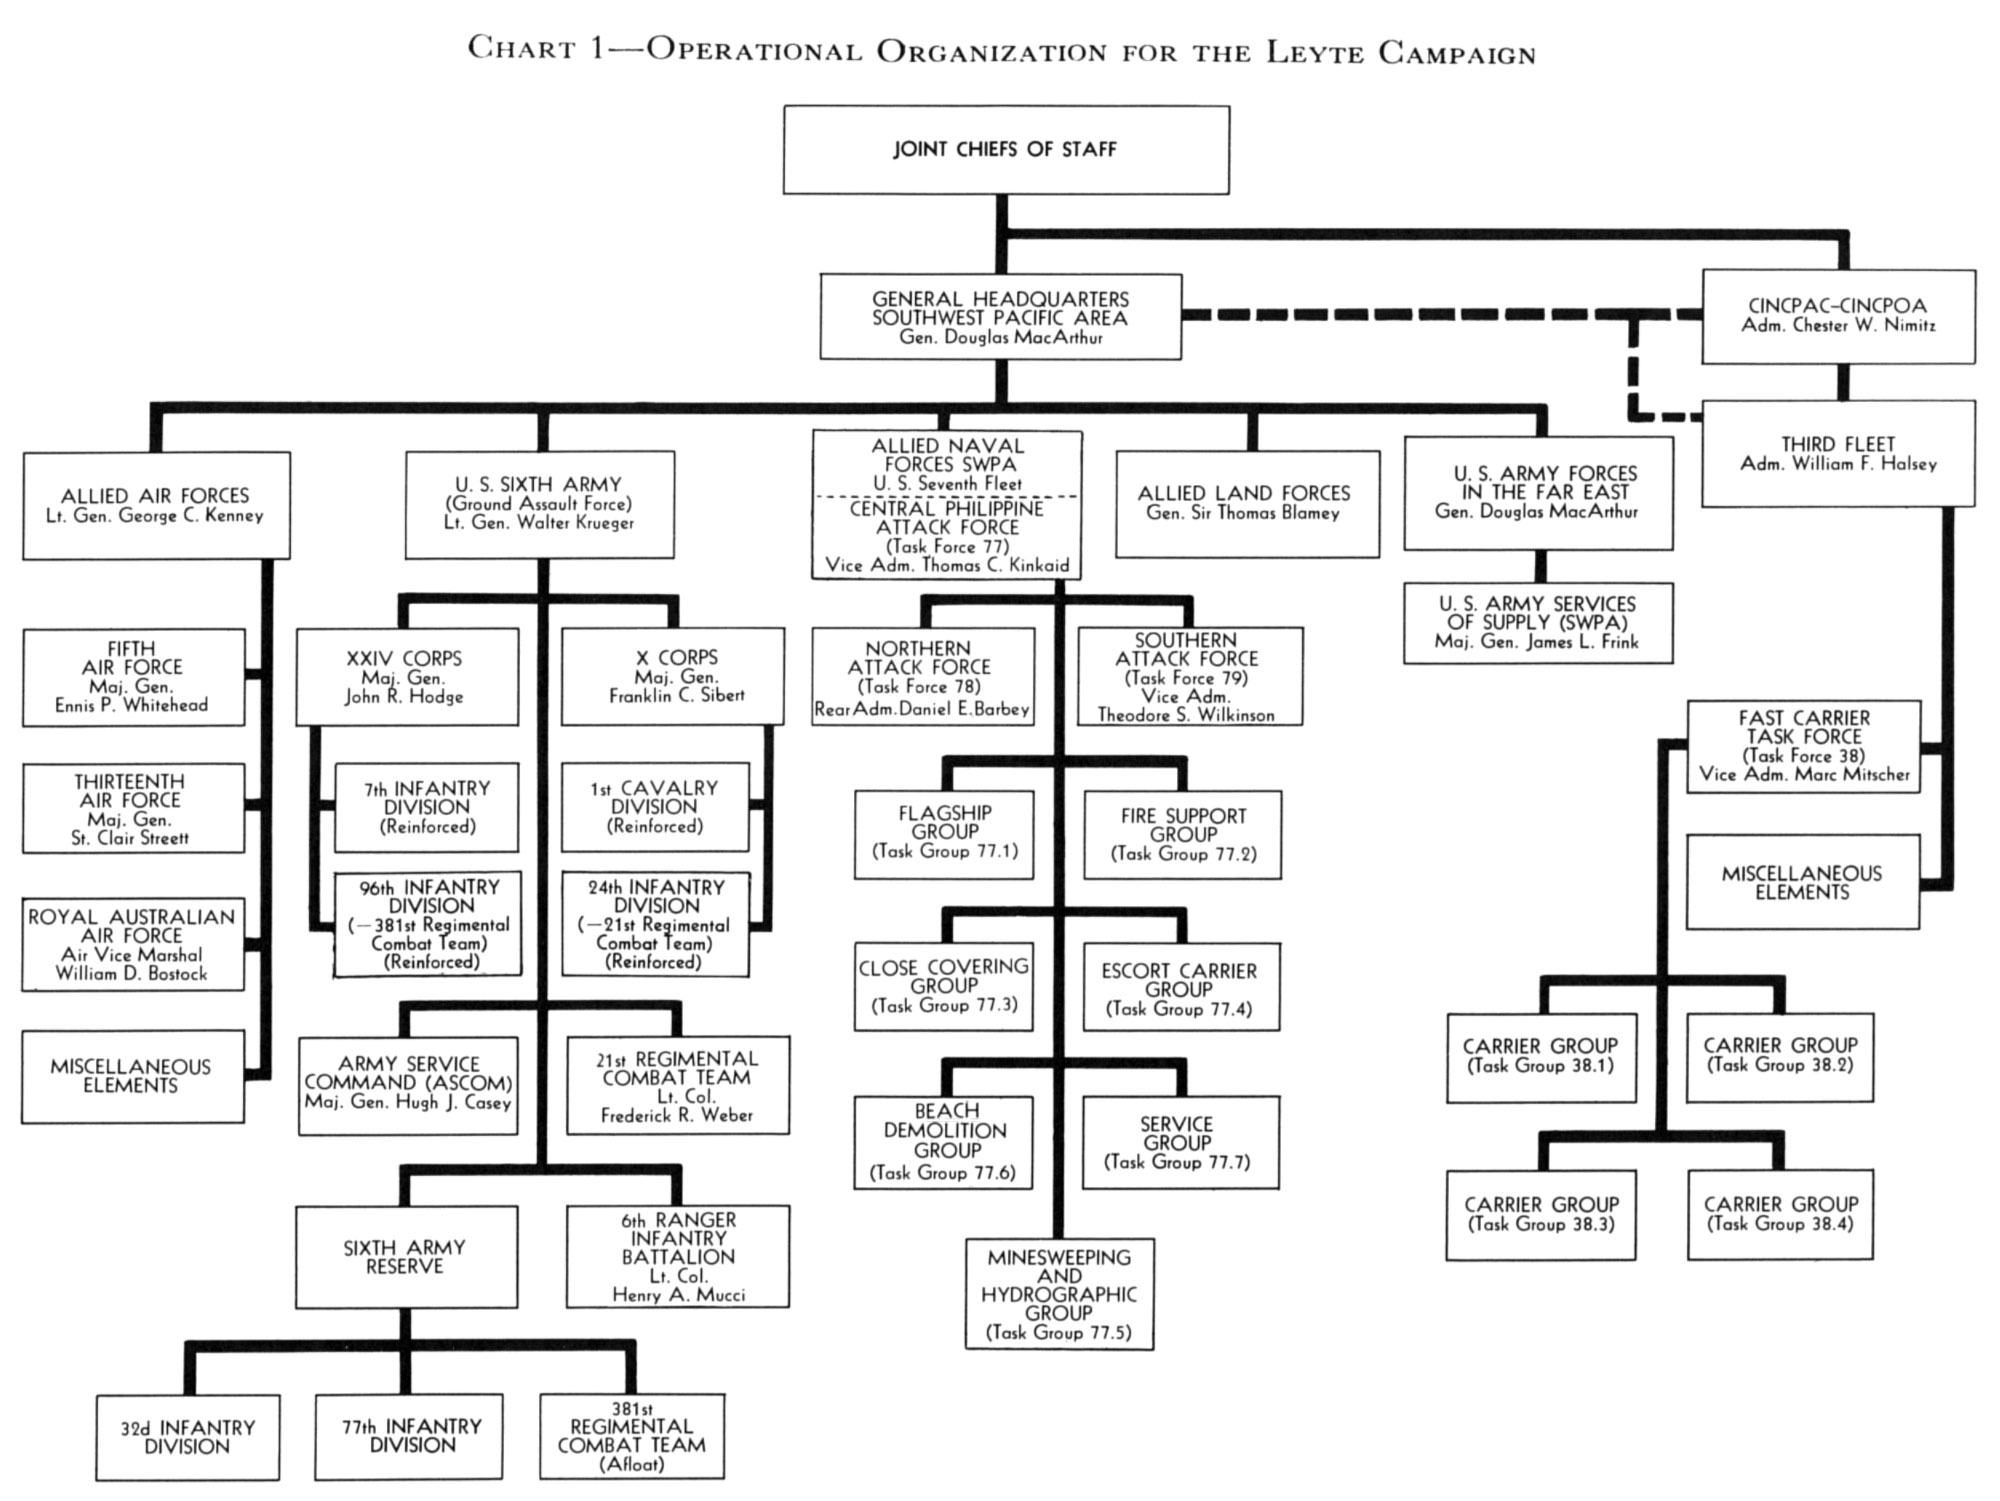 CHART 1—OPERATIONAL ORGANIZATION FOR THE LEYTE CAMPAIGN
JOINT CHIEFS OF STAFF
GENERAL HEADQUARTERS
SOUTHWEST PACIFIC AREA
Gen. Douglas MacArthur
CINCPAC–CINCPOA
Adm. Chester W. Nimitz
ALLIED AIR FORCES
Lt. Gen. George C. Kenney
U. S. SIXTH ARMY
(Ground Assault Force)
Lt. Gen. Walter Krueger
ALLIED NAVAL
FORCES SWPA
U. S. Seventh Fleet
CENTRAL PHILIPPINE
ATTACK FORCE
(Task Force 77)
Vice Adm. Thomas C. Kinkaid
ALLIED LAND FORCES
Gen. Sir Thomas Blamey
U. S. ARMY FORCES
IN THE FAR EAST
Gen. Douglas MacArthur
THIRD FLEET
Adm. William F. Halsey
U. S. ARMY SERVICES
OF SUPPLY (SWPA)
Maj. Gen. James L. Frink
FIFTH
AIR FORCE
Maj. Gen.
Ennis P. Whitehead
XXIV CORPS
Maj. Gen.
John R. Hodge
X CORPS
Maj. Gen.
Franklin C. Sibert
NORTHERN
ATTACK FORCE
(Task Force 78)
Rear Adm. Daniel E. Barbey
SOUTHERN
ATTACK FORCE
(Task Force 79)
Vice Adm.
Theodore S. Wilkinson
FAST CARRIER
TASK FORCE
(Task Force 38)
Vice Adm. Marc Mitscher
THIRTEENTH
AIR FORCE
Maj. Gen.
St. Clair Streett
7th INFANTRY
DIVISION
(Reinforced)
1st CAVALRY
DIVISION
(Reinforced)
FLAGSHIP
GROUP
(Task Group 77.1)
FIRE SUPPORT
GROUP
(Task Group 77.2)
MISCELLANEOUS
ELEMENTS
ROYAL AUSTRALIAN
AIR FORCE
Air Vice Marshal
William D. Bostock
96th INFANTRY
DIVISION
(—381st Regimental
Combat Team)
(Reinforced)
24th INFANTRY
DIVISION
(—21st Regimental
Combat Team)
(Reinforced)
CLOSE COVERING
GROUP
(Task Group 77.3)
ESCORT CARRIER
GROUP
(Task Group 77.4)
MISCELLANEOUS
ELEMENTS
ARMY SERVICE
COMMAND (ASCOM)
Maj. Gen. Hugh J. Casey
21st REGIMENTAL
COMBAT TEAM
Lt. Col.
Frederick R. Weber
CARRIER GROUP
(Task Group 38.1)
CARRIER GROUP
(Task Group 38.2)
BEACH
DEMOLITION
GROUP
(Task Group 77.6)
SERVICE
GROUP
(Task Group 77.7)
CARRIER GROUP
(Task Group 38.3)
CARRIER GROUP
(Task Group 38.4)
SIXTH ARMY
RESERVE
6th RANGER
INFANTRY
BATTALION
Lt. Col.
Henry A. Mucci
MINESWEEPING
AND
HYDROGRAPHIC
GROUP
(Task Group 77.5)
32d INFANTRY
DIVISION
77th INFANTRY
DIVISION
381st
REGIMENTAL
COMBAT TEAM
(Afloat)